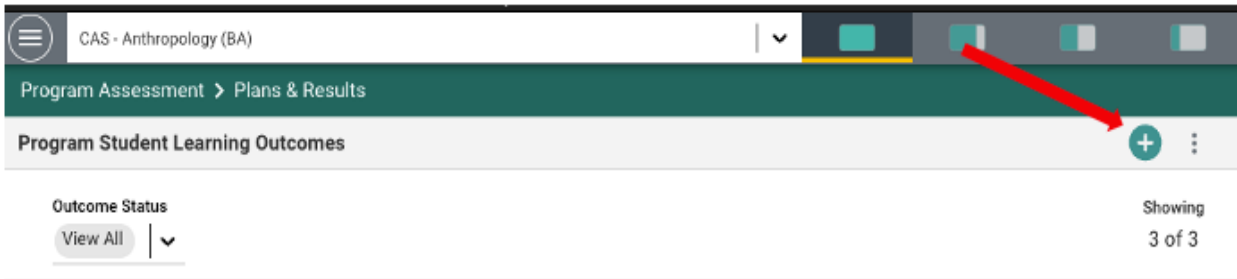 CAS - Anthropology (BA)
Program Assessment > Plans & Results
Program Student Learning Outcomes
Outcome Status
Showing
View All
3 of 3